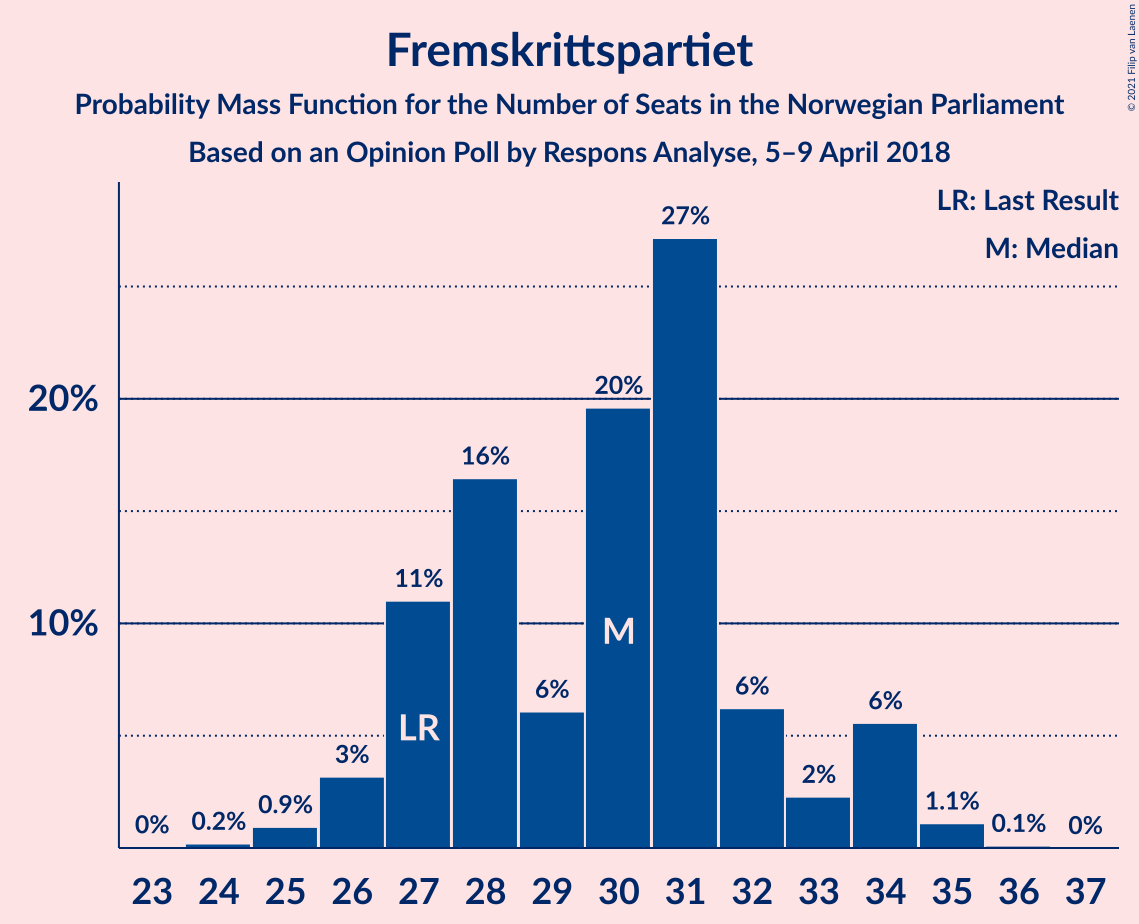 Fremskrittspartiet
Probability Mass Function for the Number of Seats in the Norwegian Parliament
Based on an Opinion Poll by Respons Analyse, 5–9 April 2018
© 2021 Filip van Laenen
LR: Last Result
M: Median
27%
20%
20%
16%
11%
10%
M
6%
6%
6%
LR
3%
2%
0%
0.2%
0.9%
1.1%
0.1%
0%
23 24 25 26 27 28 29 30 31 32 33 34 35 36 37